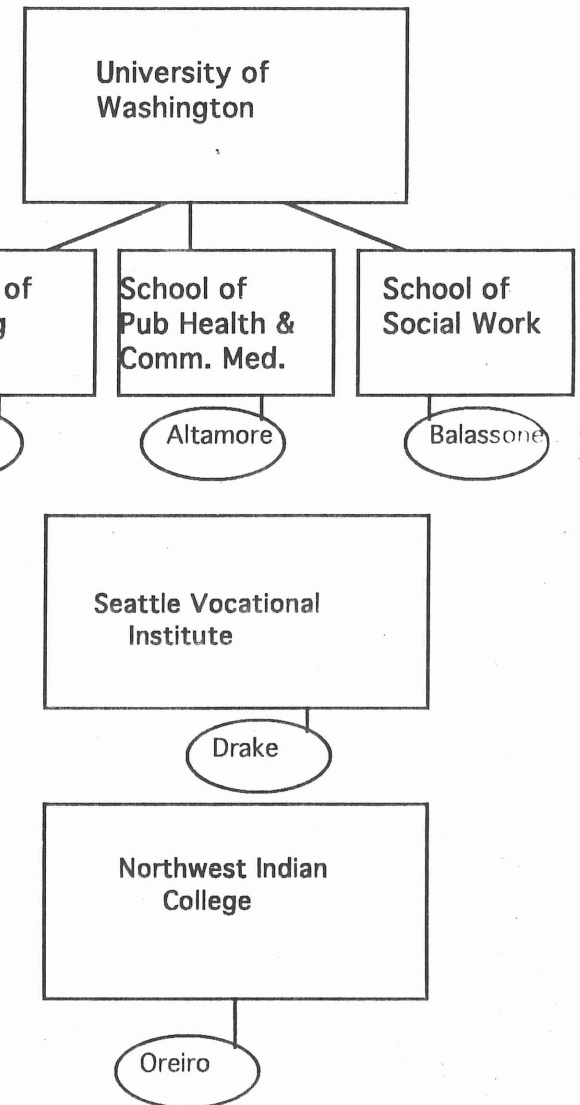 University of
Washington
of
g
School of
Pub Health &
Comm. Med.
School of
Social Work
Altamore
Balassone
Seattle Vocational
Institute
Drake
Northwest Indian
College
Oreiro